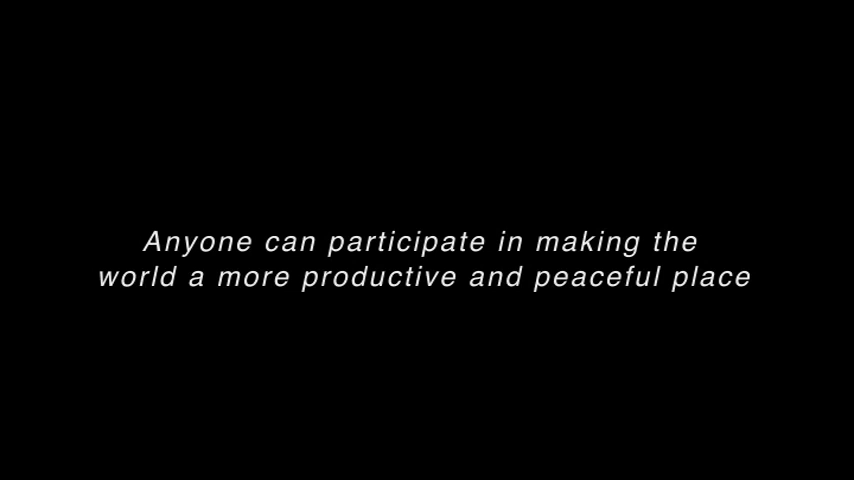 Anyone can participate in making the
world a more productive and peaceful place